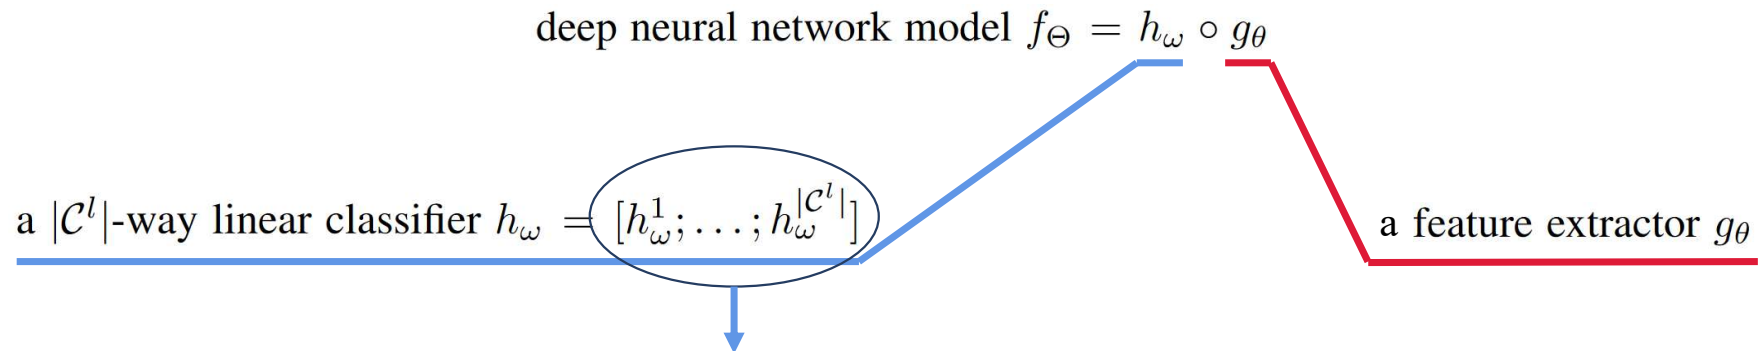 deep neural network model $f_\Theta = h_\omega \circ g_\theta$
a $|\mathcal{C}^l|$-way linear classifier $h_\omega = [h_\omega^1; \ldots; h_\omega^{|\mathcal{C}^l|}]$
a feature extractor $g_\theta$